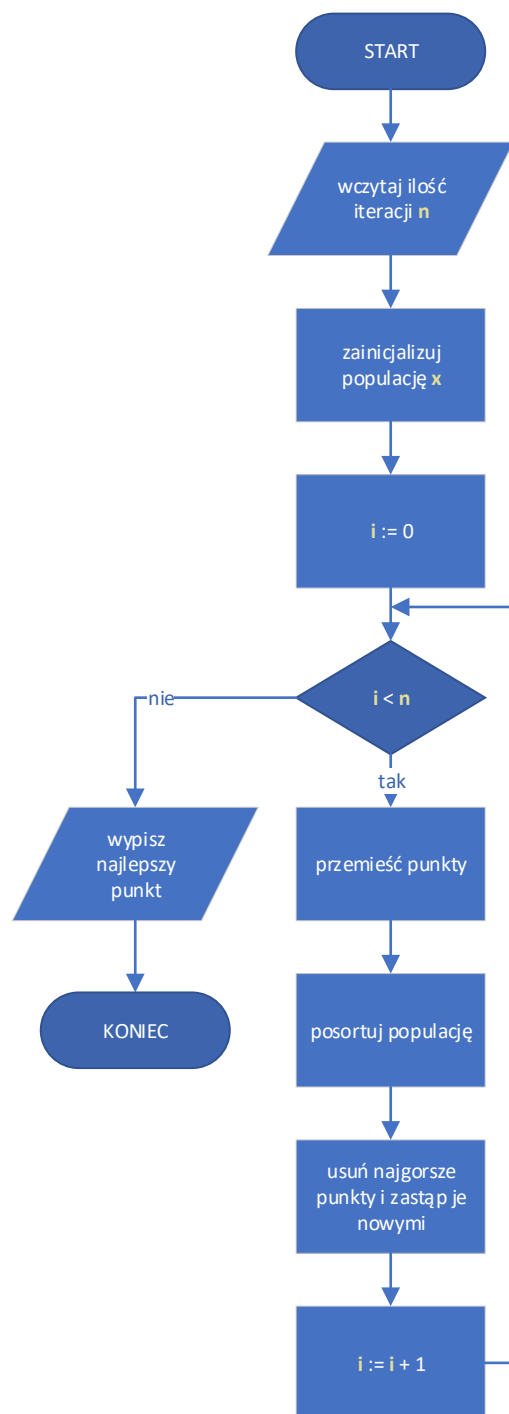 START
wczytaj ilość
iteracji n
zainicjalizuj
populację x
i := 0
i < n
nie
tak
wypisz
najlepszy
punkt
przemieść punkty
KONIEC
posortuj populację
usuń najgorsze
punkty i zastąp je
nowymi
i := i + 1